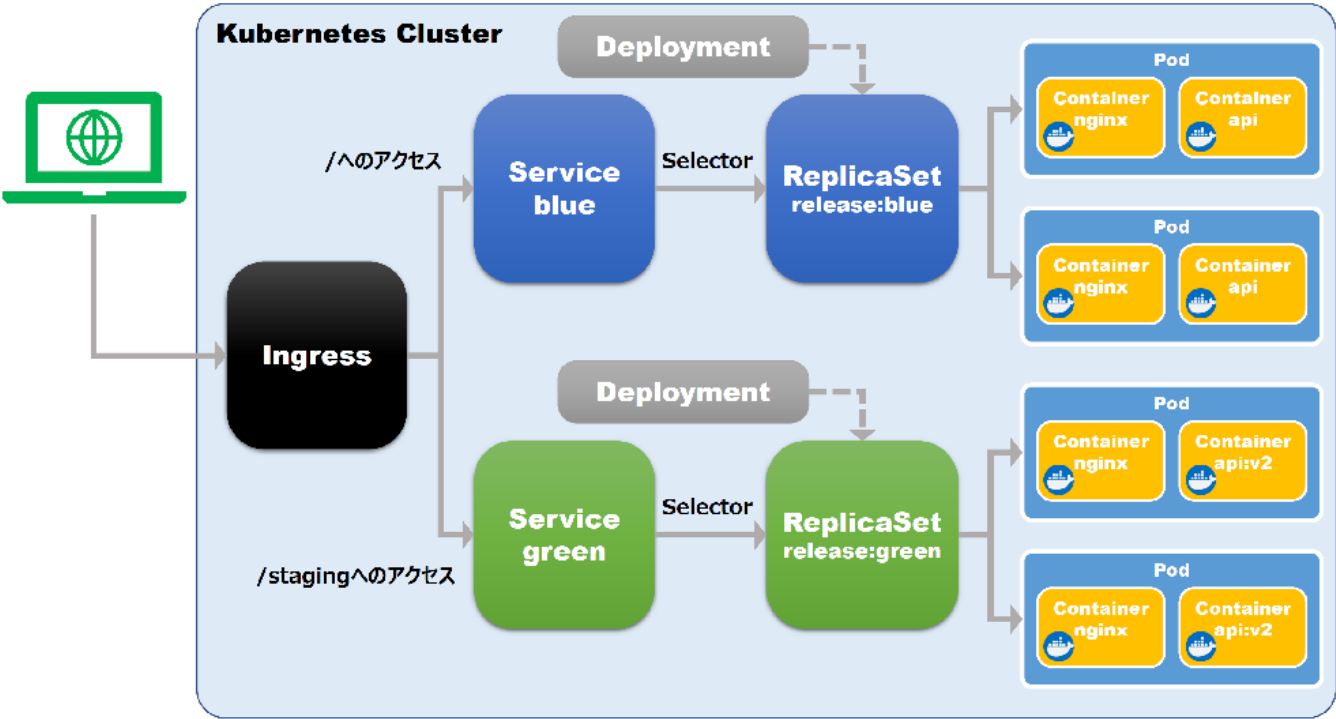 Kubernetes Cluster
Deployment
/へのアクセス
Service
blue
Selector
ReplicaSet
release:blue
Pod
Container
nginx
Container
api
Pod
Container
nginx
Container
api
Ingress
Deployment
/stagingへのアクセス
Service
green
Selector
ReplicaSet
release:green
Pod
Container
nginx
Container
api:v2
Pod
Container
nginx
Container
api:v2